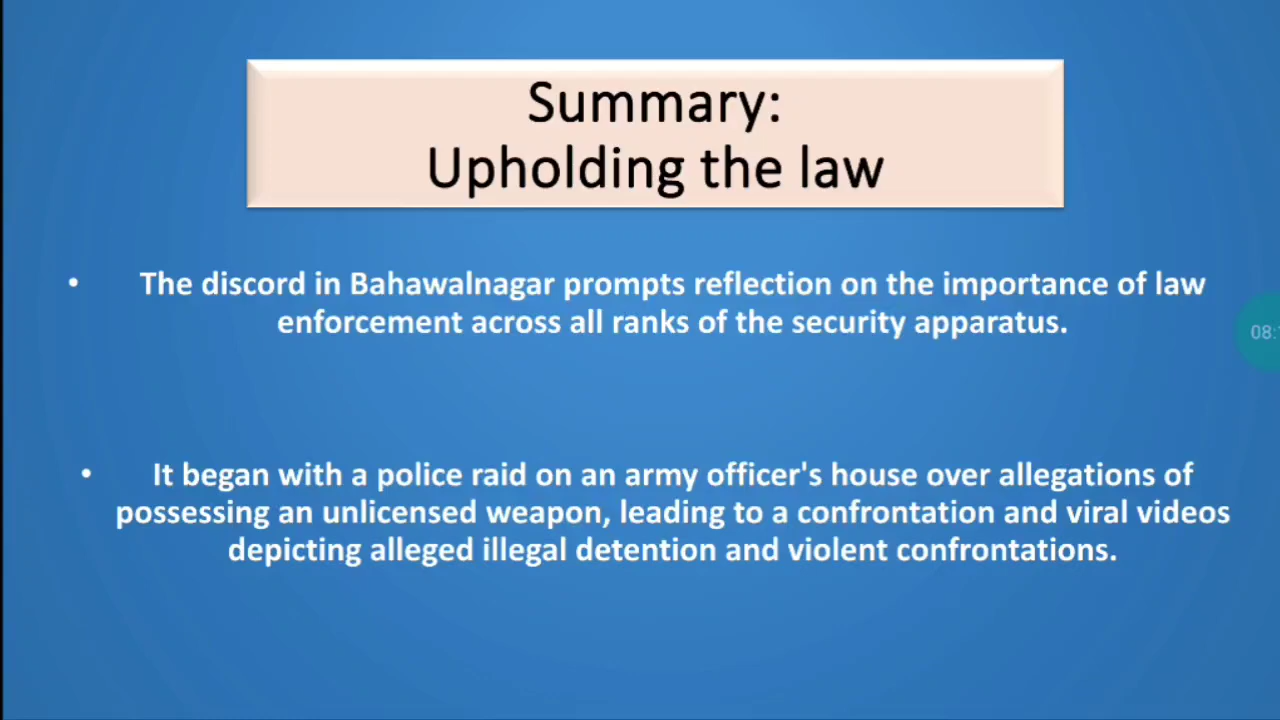 Summary:
Upholding the law
• The discord in Bahawalnagar prompts reflection on the importance of law
enforcement across all ranks of the security apparatus.
08:
• It began with a police raid on an army officer's house over allegations of
possessing an unlicensed weapon, leading to a confrontation and viral videos
depicting alleged illegal detention and violent confrontations.